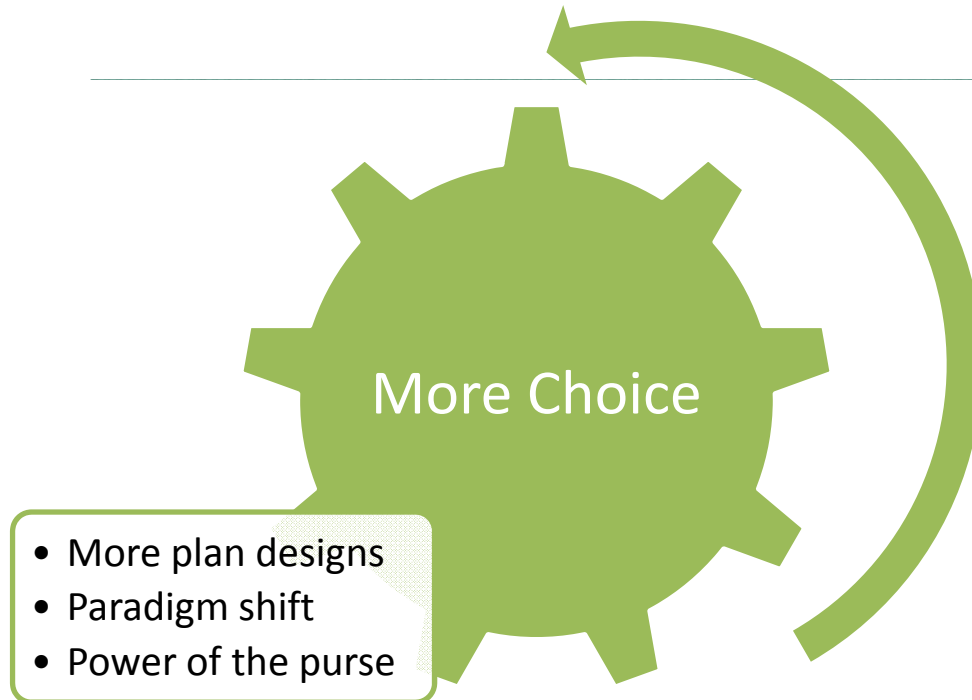 More Choice
• More plan designs
• Paradigm shift
• Power of the purse